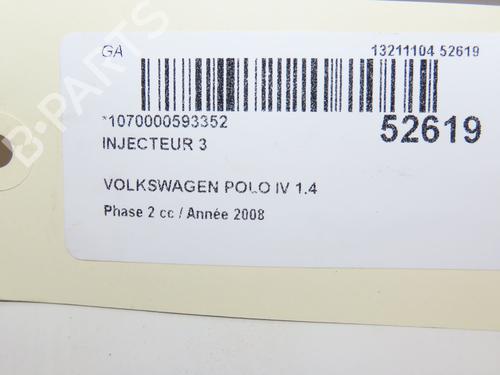 GA
13211104 52619
*1070000593352
52619
INJECTEUR 3
VOLKSWAGEN POLO IV 1.4
Phase 2 cc / Année 2008
B-PARTS